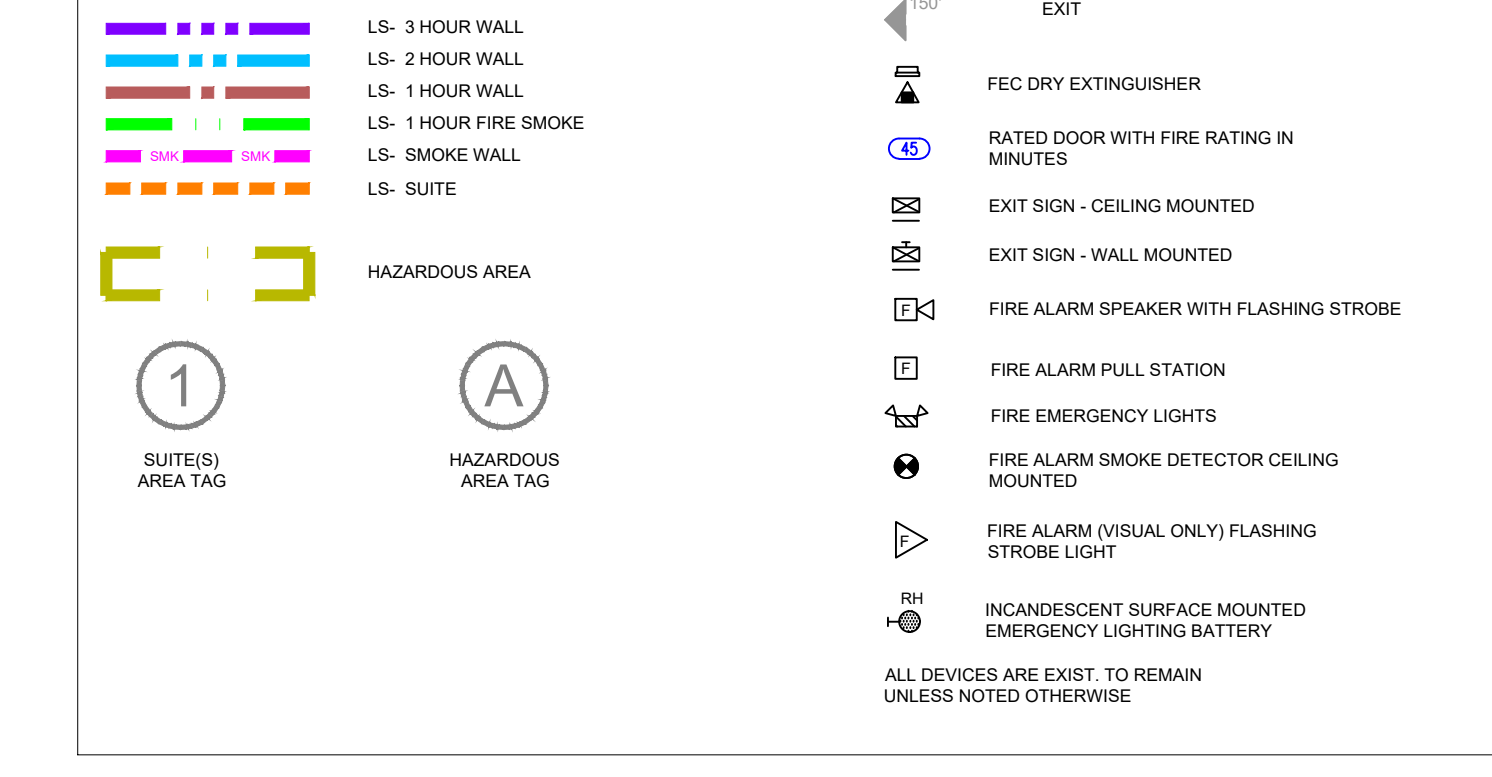 LS- 3 HOUR WALL
LS- 2 HOUR WALL
LS- 1 HOUR WALL
LS- 1 HOUR FIRE SMOKE
SMK SMK LS- SMOKE WALL
LS- SUITE
HAZARDOUS AREA
1
SUITE(S)
AREA TAG
A
HAZARDOUS
AREA TAG
150'
EXIT
FEC DRY EXTINGUISHER
45
RATED DOOR WITH FIRE RATING IN
MINUTES
EXIT SIGN - CEILING MOUNTED
EXIT SIGN - WALL MOUNTED
F FIRE ALARM SPEAKER WITH FLASHING STROBE
F FIRE ALARM PULL STATION
FIRE EMERGENCY LIGHTS
FIRE ALARM SMOKE DETECTOR CEILING
MOUNTED
F
FIRE ALARM (VISUAL ONLY) FLASHING
STROBE LIGHT
RH
INCANDESCENT SURFACE MOUNTED
EMERGENCY LIGHTING BATTERY
ALL DEVICES ARE EXIST. TO REMAIN
UNLESS NOTED OTHERWISE